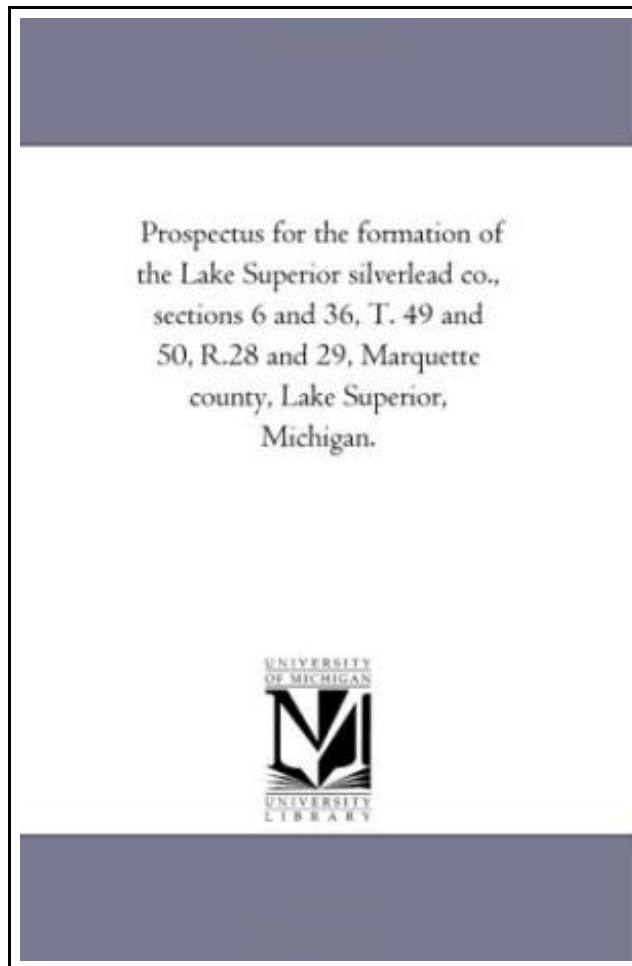 Prospectus for the formation of
the Lake Superior silverlead co.,
sections 6 and 36, T. 49 and
50, R.28 and 29, Marquette
county, Lake Superior,
Michigan.
UNIVERSITY
OF MICHIGAN
UNIVERSITY
LIBRARY